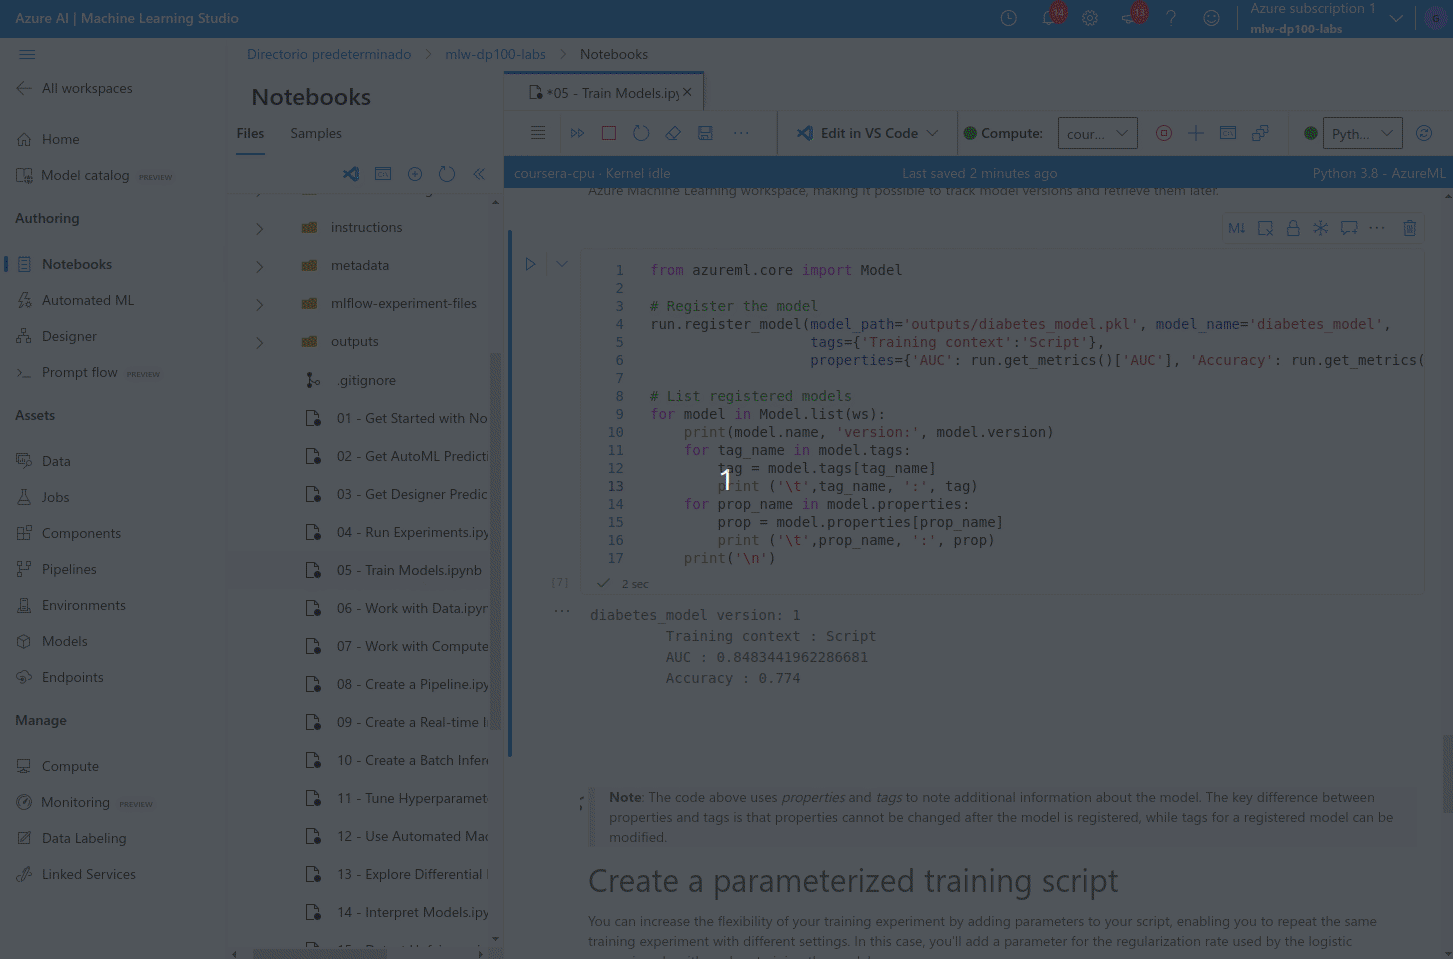 Azure AI | Machine Learning Studio
14
13
?
Azure subscription 1
mlw-dp100-labs
G
Directorio predeterminado > mlw-dp100-labs > Notebooks
All workspaces
Home
Model catalog PREVIEW
Authoring
Notebooks
Automated ML
Designer
Prompt flow PREVIEW
Assets
Data
Jobs
Components
Pipelines
Environments
Models
Endpoints
Manage
Compute
Monitoring PREVIEW
Data Labeling
Linked Services
Notebooks
Files
Samples
instructions
metadata
mlflow-experiment-files
outputs
.gitignore
01 - Get Started with No
02 - Get AutoML Predicti
03 - Get Designer Predic
04 - Run Experiments.ipy
05 - Train Models.ipynb
06 - Work with Data.ipyn
07 - Work with Compute
08 - Create a Pipeline.ipy
09 - Create a Real-time I
10 - Create a Batch Infere
11 - Tune Hyperparamet
12 - Use Automated Mac
13 - Explore Differential
14 - Interpret Models.ipy
*05 - Train Models.ipy
Edit in VS Code
Compute:
cour...
Pyth...
coursera-cpu · Kernel idle
Last saved 2 minutes ago
Python 3.8 - AzureML
Azure Machine Learning workspace, making it possible to track model versions and retrieve them later.
M↓
1 from azureml.core import Model
2
3 # Register the model
4 run.register_model(model_path='outputs/diabetes_model.pkl', model_name='diabetes_model',
5 tags={'Training context':'Script'},
6 properties={'AUC': run.get_metrics()['AUC'], 'Accuracy': run.get_metrics(
7
8 # List registered models
9 for model in Model.list(ws):
10 print(model.name, 'version:', model.version)
11 for tag_name in model.tags:
12 tag = model.tags[tag_name]
13 print ('\t',tag_name, ':', tag)
14 for prop_name in model.properties:
15 prop = model.properties[prop_name]
16 print ('\t',prop_name, ':', prop)
17 print('\n')
1
[7]
2 sec
diabetes_model version: 1
Training context : Script
AUC : 0.8483441962286681
Accuracy : 0.774
Note: The code above uses properties and tags to note additional information about the model. The key difference between
properties and tags is that properties cannot be changed after the model is registered, while tags for a registered model can be
modified.
Create a parameterized training script
You can increase the flexibility of your training experiment by adding parameters to your script, enabling you to repeat the same
training experiment with different settings. In this case, you'll add a parameter for the regularization rate used by the logistic